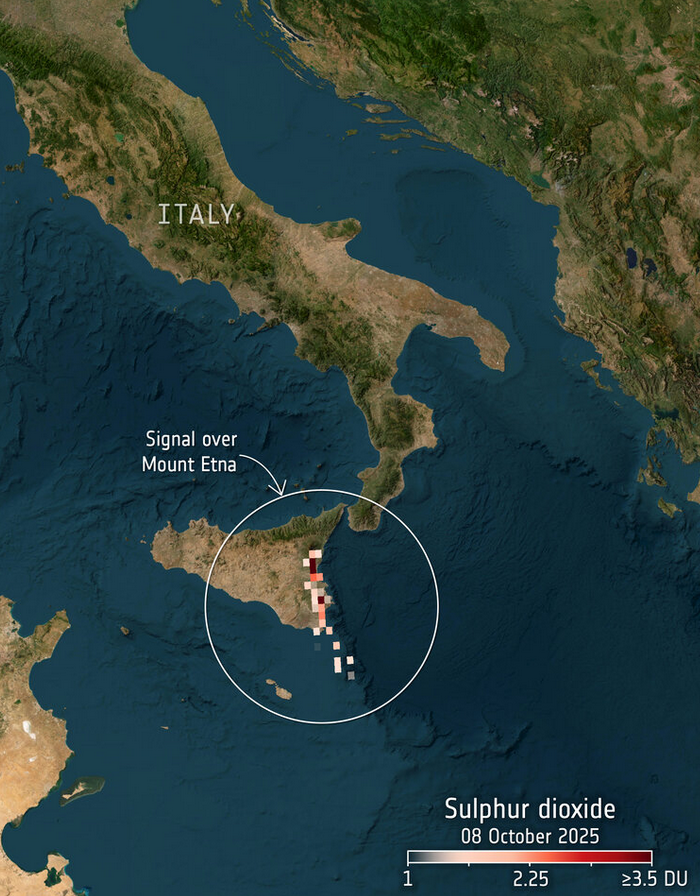 ITALY
Signal over
Mount Etna
Sulphur dioxide
08 October 2025
1 2.25 ≥3.5 DU